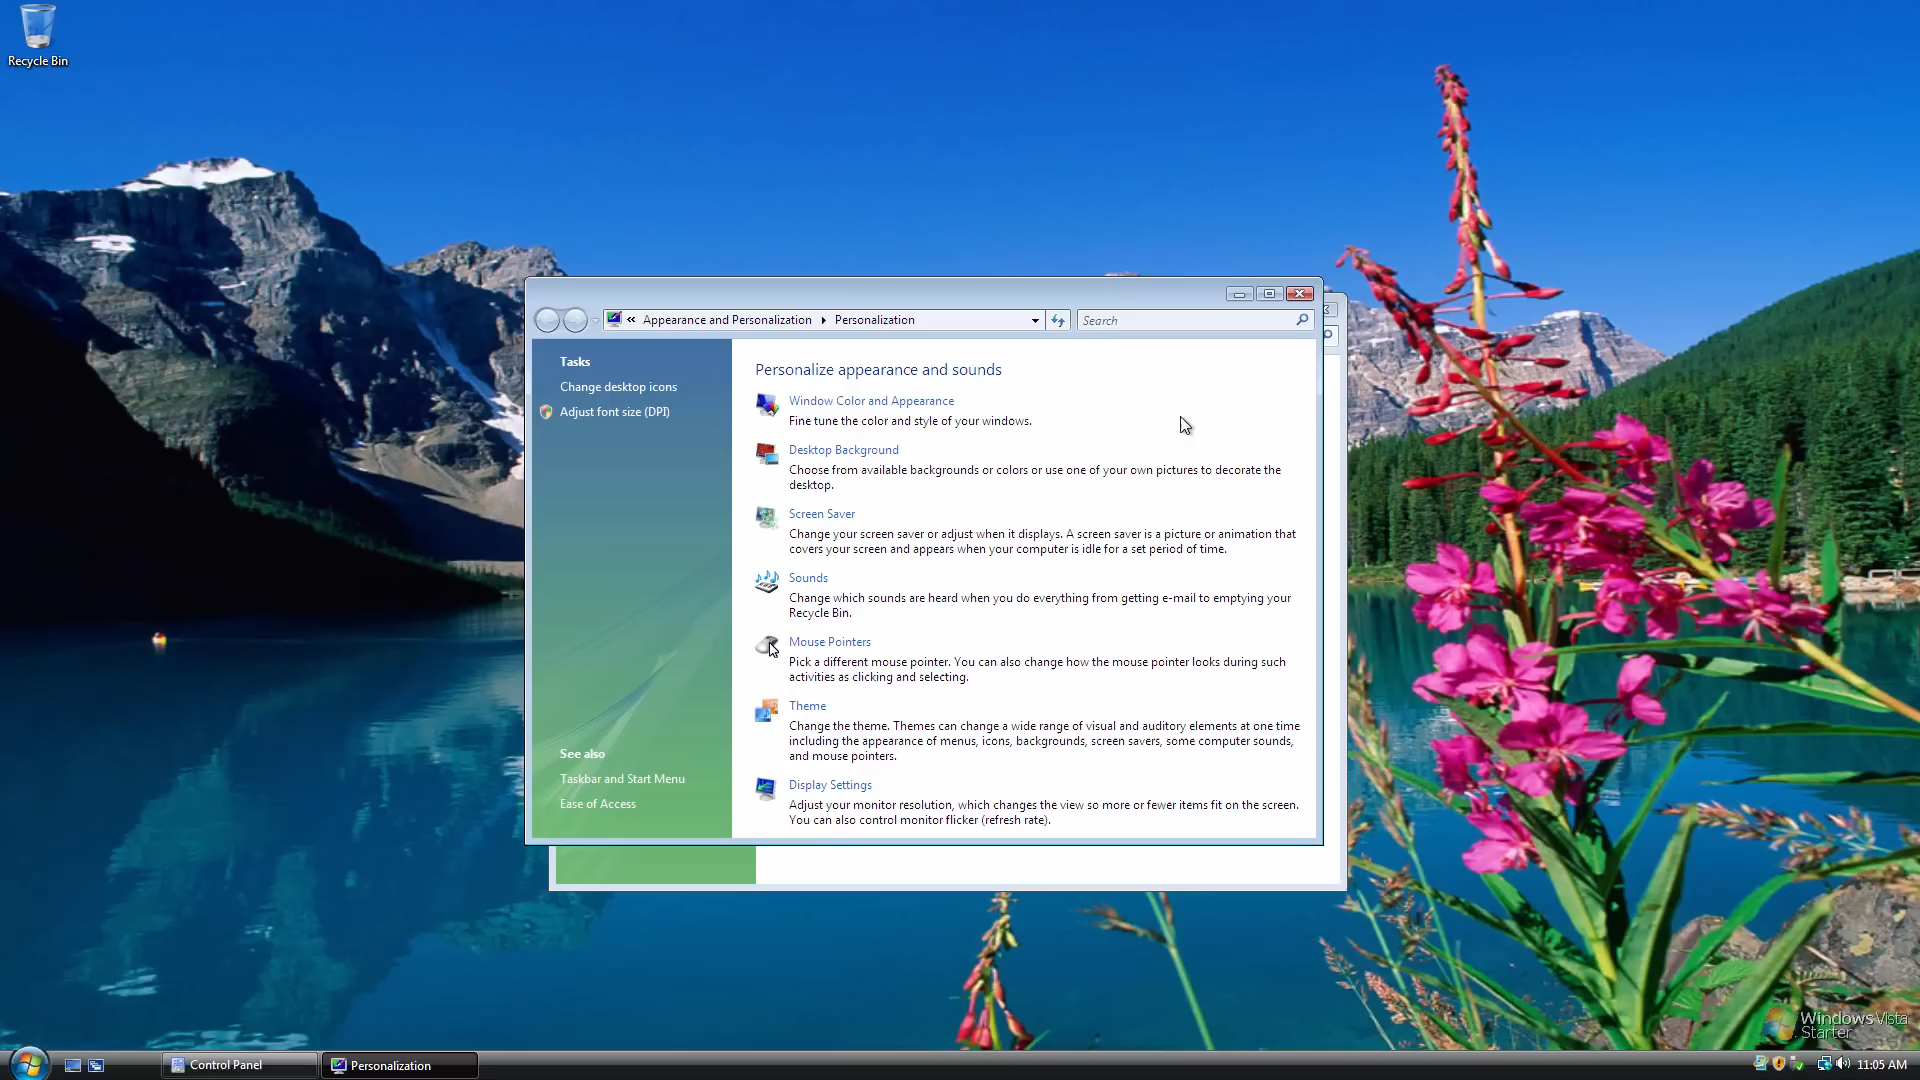 Recycle Bin
« Appearance and Personalization ▸ Personalization
Search
Tasks
Change desktop icons
Adjust font size (DPI)
See also
Taskbar and Start Menu
Ease of Access
Personalize appearance and sounds
Window Color and Appearance
Fine tune the color and style of your windows.
Desktop Background
Choose from available backgrounds or colors or use one of your own pictures to decorate the
desktop.
Screen Saver
Change your screen saver or adjust when it displays. A screen saver is a picture or animation that
covers your screen and appears when your computer is idle for a set period of time.
Sounds
Change which sounds are heard when you do everything from getting e-mail to emptying your
Recycle Bin.
Mouse Pointers
Pick a different mouse pointer. You can also change how the mouse pointer looks during such
activities as clicking and selecting.
Theme
Change the theme. Themes can change a wide range of visual and auditory elements at one time
including the appearance of menus, icons, backgrounds, screen savers, some computer sounds,
and mouse pointers.
Display Settings
Adjust your monitor resolution, which changes the view so more or fewer items fit on the screen.
You can also control monitor flicker (refresh rate).
Windows Vista
Starter
Control Panel
Personalization
11:05 AM